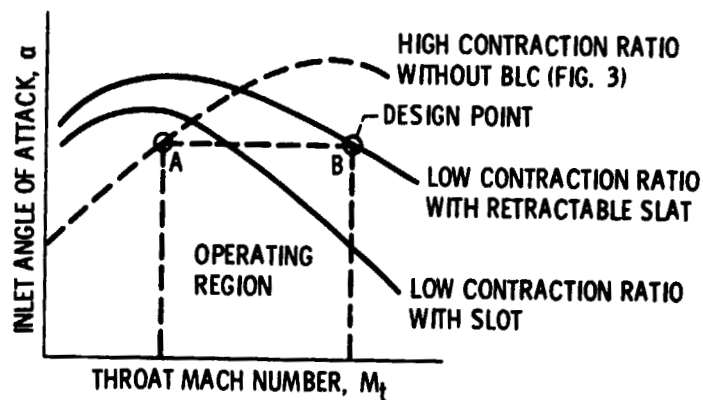 HIGH CONTRACTION RATIO
WITHOUT BLC (FIG. 3)
DESIGN POINT
A
B
LOW CONTRACTION RATIO
WITH RETRACTABLE SLAT
OPERATING
REGION
LOW CONTRACTION RATIO
WITH SLOT
INLET ANGLE OF ATTACK, α
THROAT MACH NUMBER, Mt